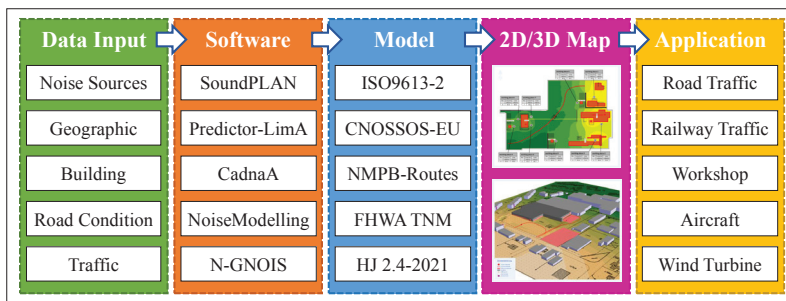 Data Input
Software
Model
2D/3D Map
Application
Noise Sources
Geographic
Building
Road Condition
Traffic
SoundPLAN
Predictor-LimA
CadnaA
NoiseModelling
N-GNOIS
ISO9613-2
CNOSSOS-EU
NMPB-Routes
FHWA TNM
HJ 2.4-2021
Road Traffic
Railway Traffic
Workshop
Aircraft
Wind Turbine